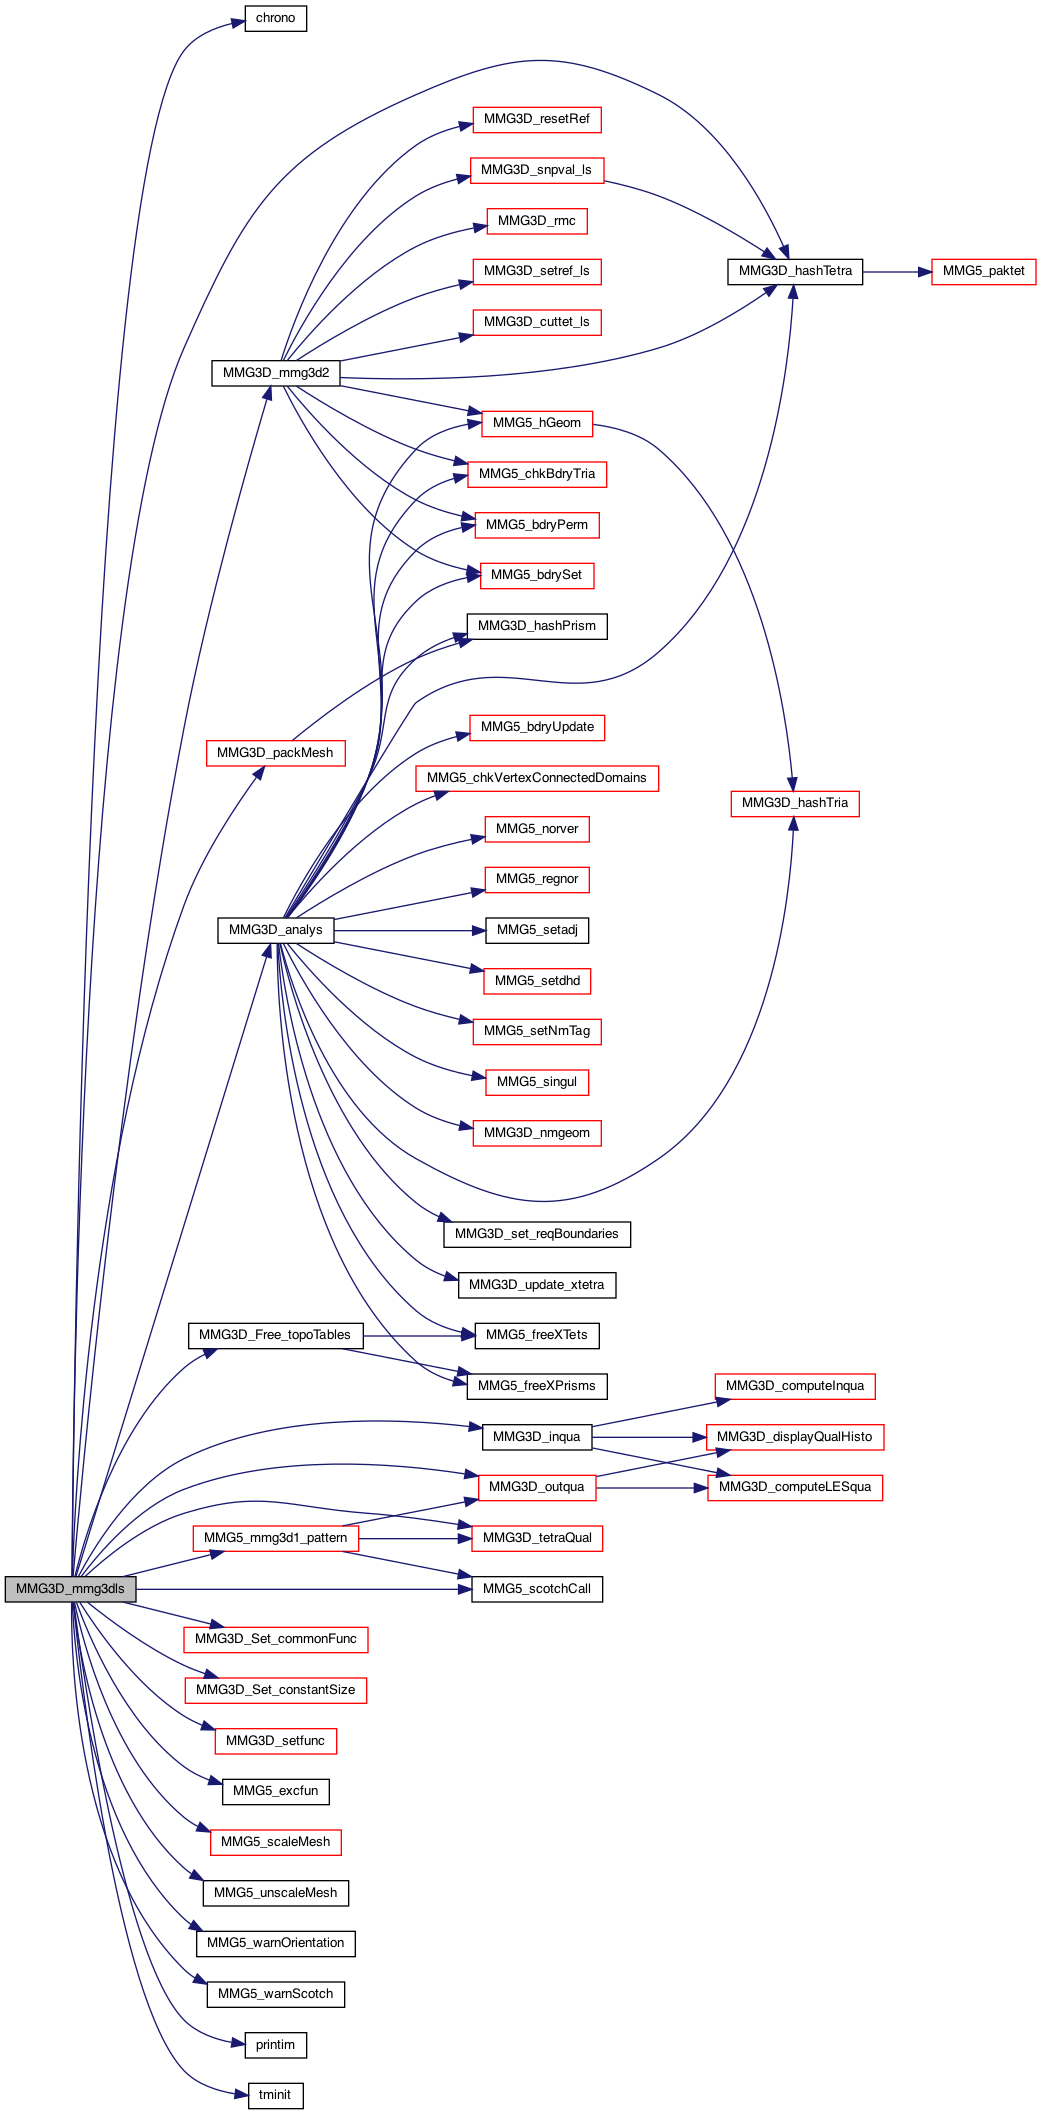 chrono
MMG3D_resetRef
MMG3D_snpval_ls
MMG3D_rmc
MMG3D_hashTetra
MMG5_paktet
MMG3D_setref_ls
MMG3D_cuttet_ls
MMG3D_mmg3d2
MMG5_hGeom
MMG5_chkBdryTria
MMG5_bdryPerm
MMG5_bdrySet
MMG3D_hashPrism
MMG5_bdryUpdate
MMG3D_packMesh
MMG5_chkVertexConnectedDomains
MMG3D_hashTria
MMG5_norver
MMG5_regnor
MMG3D_analys
MMG5_setadj
MMG5_setdhd
MMG5_setNmTag
MMG5_singul
MMG3D_nmgeom
MMG3D_set_reqBoundaries
MMG3D_update_xtetra
MMG3D_Free_topoTables
MMG5_freeXTets
MMG5_freeXPrisms
MMG3D_computeInqua
MMG3D_inqua
MMG3D_displayQualHisto
MMG3D_outqua
MMG3D_computeLESqua
MMG5_mmg3d1_pattern
MMG3D_tetraQual
MMG3D_mmg3dls
MMG5_scotchCall
MMG3D_Set_commonFunc
MMG3D_Set_constantSize
MMG3D_setfunc
MMG5_excfun
MMG5_scaleMesh
MMG5_unscaleMesh
MMG5_warnOrientation
MMG5_warnScotch
printim
tminit